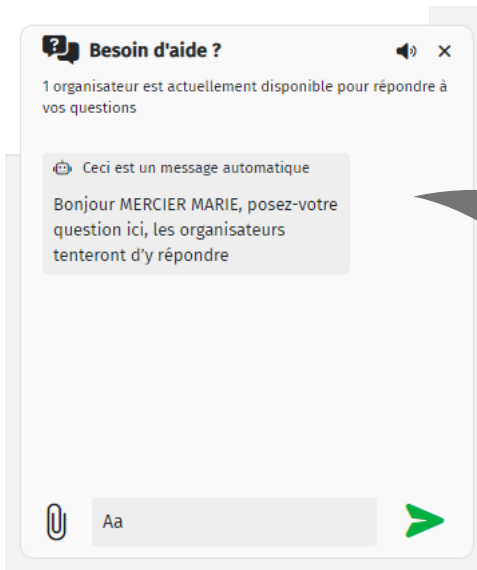 Besoin d'aide ?
1 organisateur est actuellement disponible pour répondre à
vos questions
Ceci est un message automatique
Bonjour MERCIER MARIE, posez-votre
question ici, les organisateurs
tenteront d'y répondre
Aa